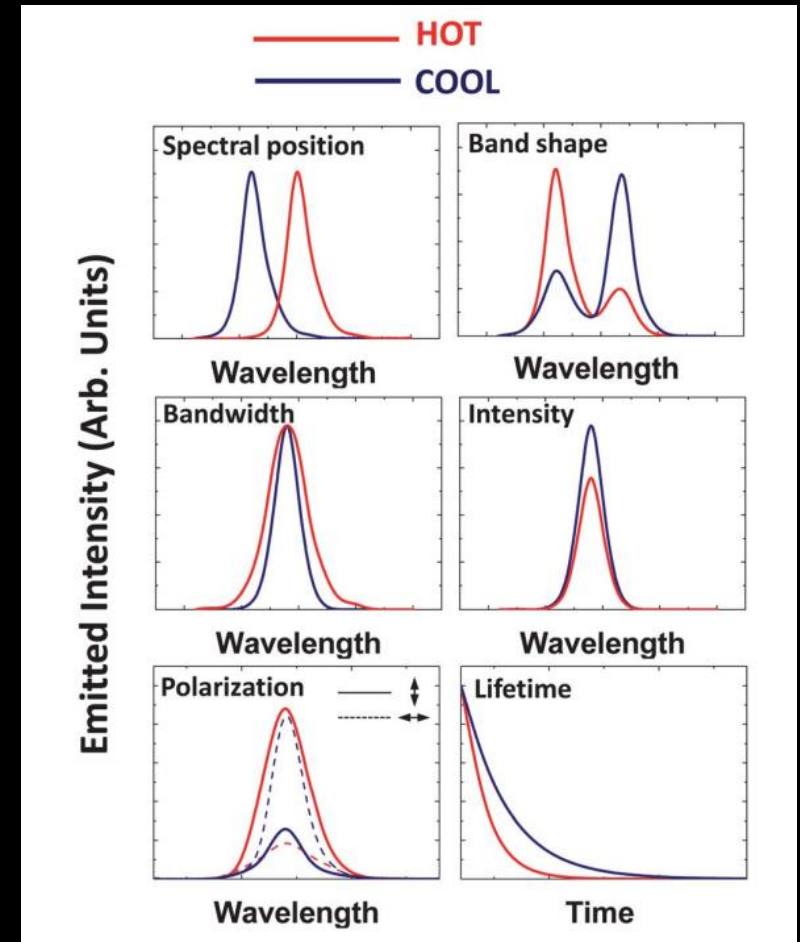 HOT
COOL
Emitted Intensity (Arb. Units)
Spectral position
Band shape
Wavelength
Wavelength
Bandwidth
Intensity
Wavelength
Wavelength
Polarization
Lifetime
Wavelength
Time